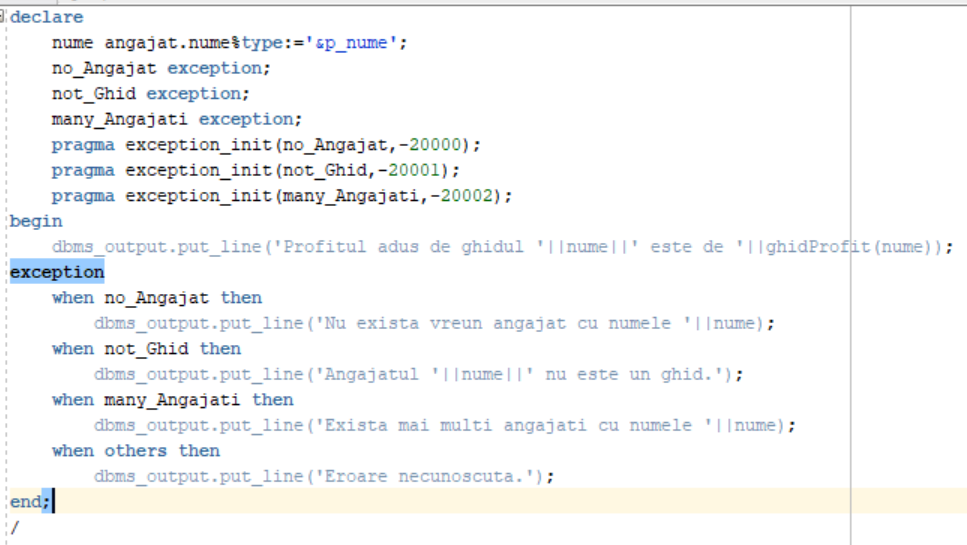 declare
    nume angajat.nume%type:='&p_nume';
    no_Angajat exception;
    not_Ghid exception;
    many_Angajati exception;
    pragma exception_init(no_Angajat,-20000);
    pragma exception_init(not_Ghid,-20001);
    pragma exception_init(many_Angajati,-20002);
begin
    dbms_output.put_line('Profitul adus de ghidul '||nume||' este de '||ghidProfit(nume));
exception
    when no_Angajat then
        dbms_output.put_line('Nu exista vreun angajat cu numele '||nume);
    when not_Ghid then
        dbms_output.put_line('Angajatul '||nume||' nu este un ghid.');
    when many_Angajati then
        dbms_output.put_line('Exista mai multi angajati cu numele '||nume);
    when others then
        dbms_output.put_line('Eroare necunoscuta.');
end;
/